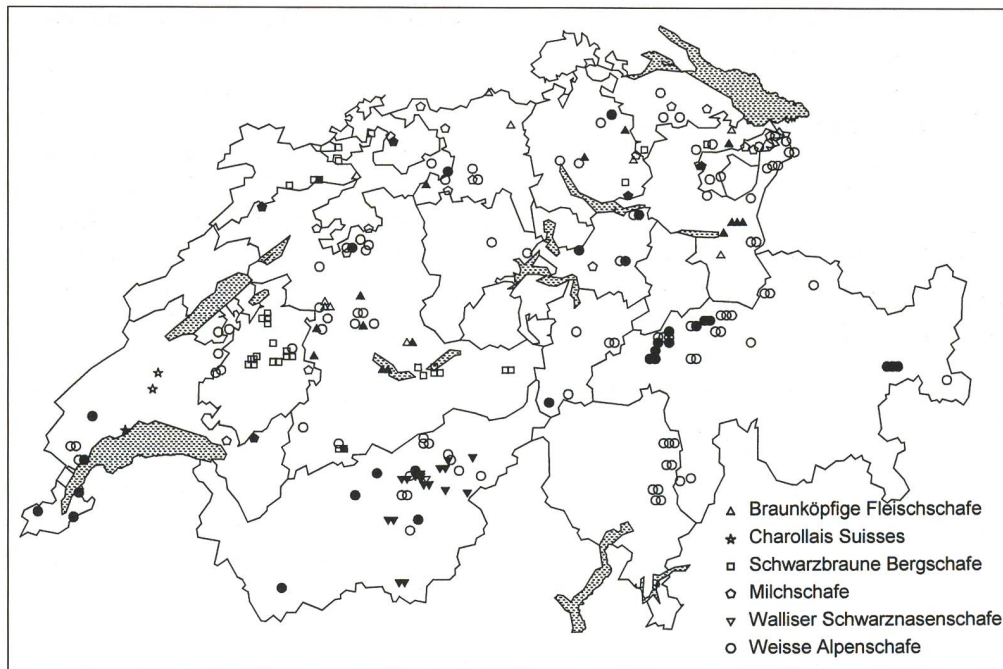 Braunköpfige Fleischschafe
Charollais Suisses
Schwarzbraune Bergschafe
Milchschafe
Walliser Schwarznasenschafe
Weisse Alpenschafe